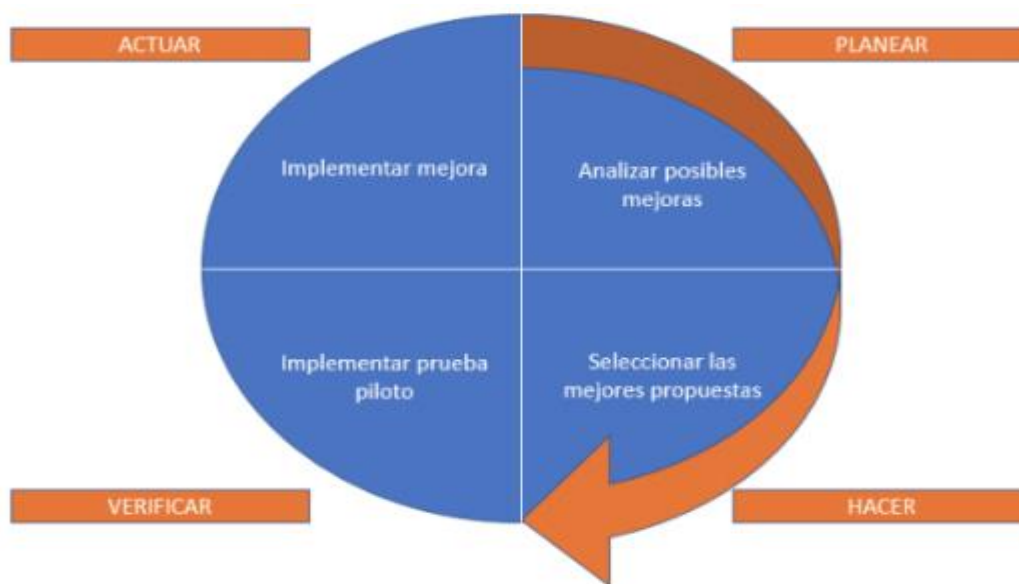 ACTUAR
PLANEAR
Implementar mejora
Analizar posibles
mejoras
Implementar prueba
piloto
Seleccionar las
mejores propuestas
VERIFICAR
HACER